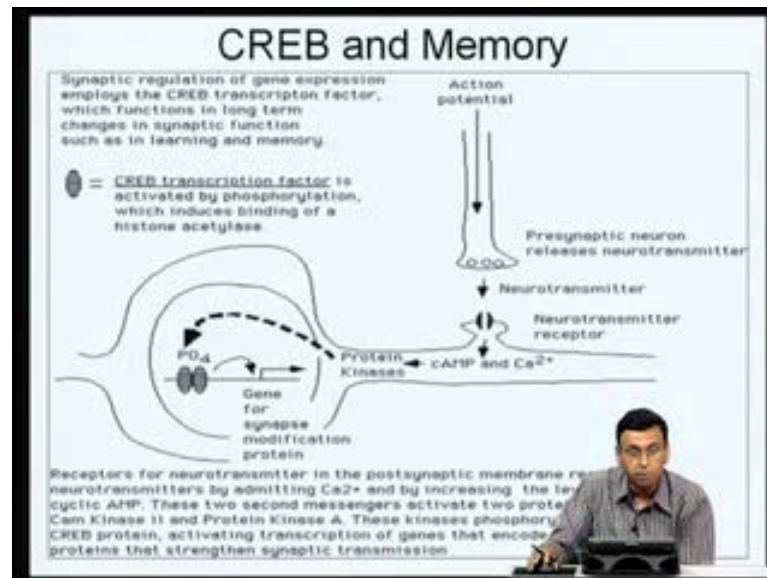 CREB and Memory
Synaptic regulation of gene expression
employs the CREB transcripton factor,
which functions in long term
changes in synaptic function
such as in learning and memory
= CREB transcription factor is
activated by phosphorylation,
which induces binding of a
histone acetylase.
Action
potential
Presynaptic neuron
releases neurotransmitter
Neurotransmitter
Neurotransmitter
receptor
PO4
Protein
Kinases
cAMP and Ca2+
Gene
for
synapse
modification
protein
Receptors for neurotransmtter in the postsynaptic membrane
neurotransmitters by admitting Ca2+ and by increasing the
cyclic AMP. These two second messengers activate two
Cam Kinase II and Protein Kinase A. These kinases
CREB protein, activating transcription of genes that encode
proteins that strengthen synaptic transmission